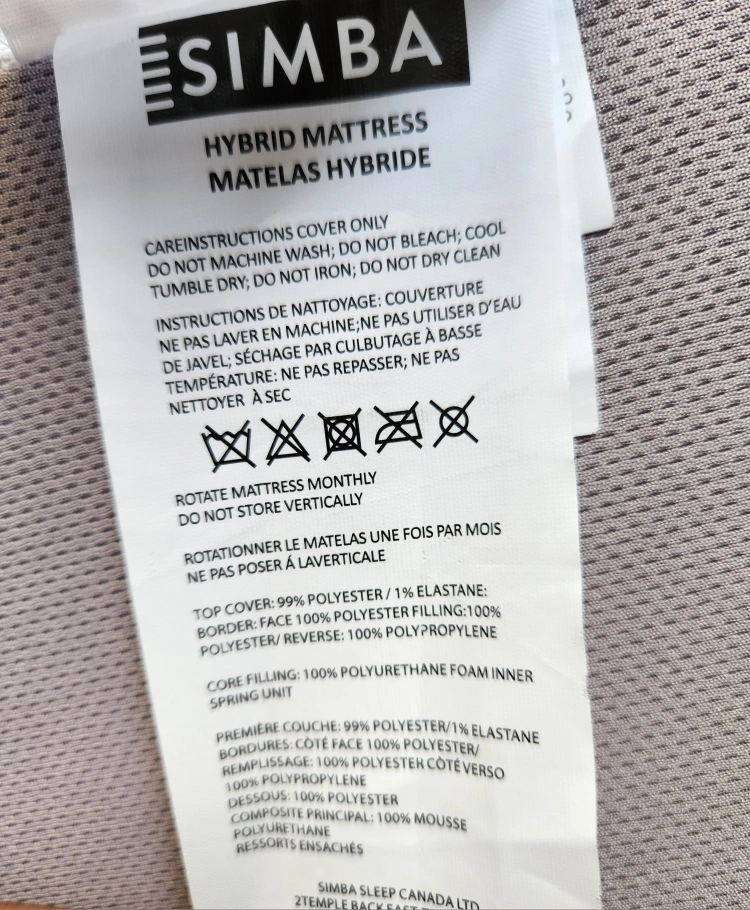 SIMBA
HYBRID MATTRESS
MATELAS HYBRIDE
CAREINSTRUCTIONS COVER ONLY
DO NOT MACHINE WASH; DO NOT BLEACH; COOL
TUMBLE DRY; DO NOT IRON; DO NOT DRY CLEAN
INSTRUCTIONS DE NATTOYAGE: COUVERTURE
NE PAS LAVER EN MACHINE;NE PAS UTILISER D'EAU
DE JAVEL; SÉCHAGE PAR CULBUTAGE À BASSE
TEMPÉRATURE: NE PAS REPASSER; NE PAS
NETTOYER À SEC
ROTATE MATTRESS MONTHLY
DO NOT STORE VERTICALLY
ROTATIONNER LE MATELAS UNE FOIS PAR MOIS
NE PAS POSER Á LAVERTICALE
TOP COVER: 99% POLYESTER / 1% ELASTANE:
BORDER: FACE 100% POLYESTER FILLING:100%
POLYESTER/ REVERSE: 100% POLYPROPYLENE
CORE FILLING: 100% POLYURETHANE FOAM INNER
SPRING UNIT
PREMIÈRE COUCHE: 99% POLYESTER/1% ELASTANE
BORDURES: CÔTÉ FACE 100% POLYESTER/
REMPLISSAGE: 100% POLYESTER CÔTÉ VERSO
100% POLYPROPYLENE
DESSOUS: 100% POLYESTER
COMPOSITE PRINCIPAL: 100% MOUSSE
POLYURETHANE
RESSORTS ENSACHÉS
SIMBA SLEEP CANADA LTD
2TEMPLE BACK EAST